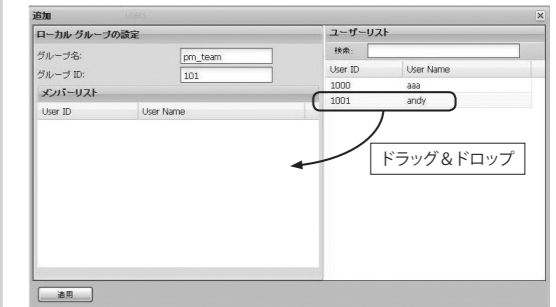 追加
ローカル グループの設定
グループ名: pm_team
グループ ID: 101
メンバーリスト
User ID User Name
ユーザーリスト
検索:
User ID User Name
1000 aaa
1001 andy
ドラッグ&ドロップ
適用